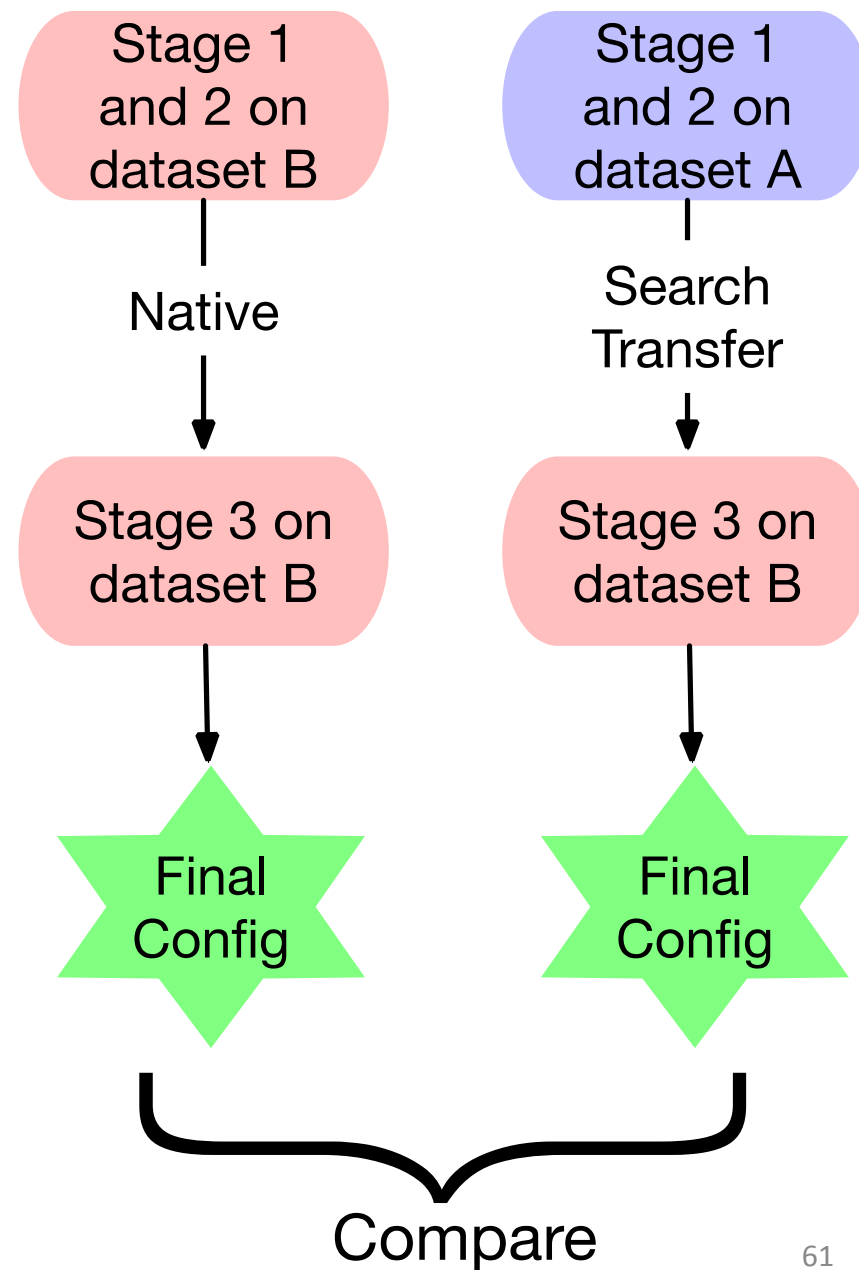 Stage 1
and 2 on
dataset B
Stage 1
and 2 on
dataset A
Native
Search
Transfer
Stage 3 on
dataset B
Stage 3 on
dataset B
Final
Config
Final
Config
Compare
61